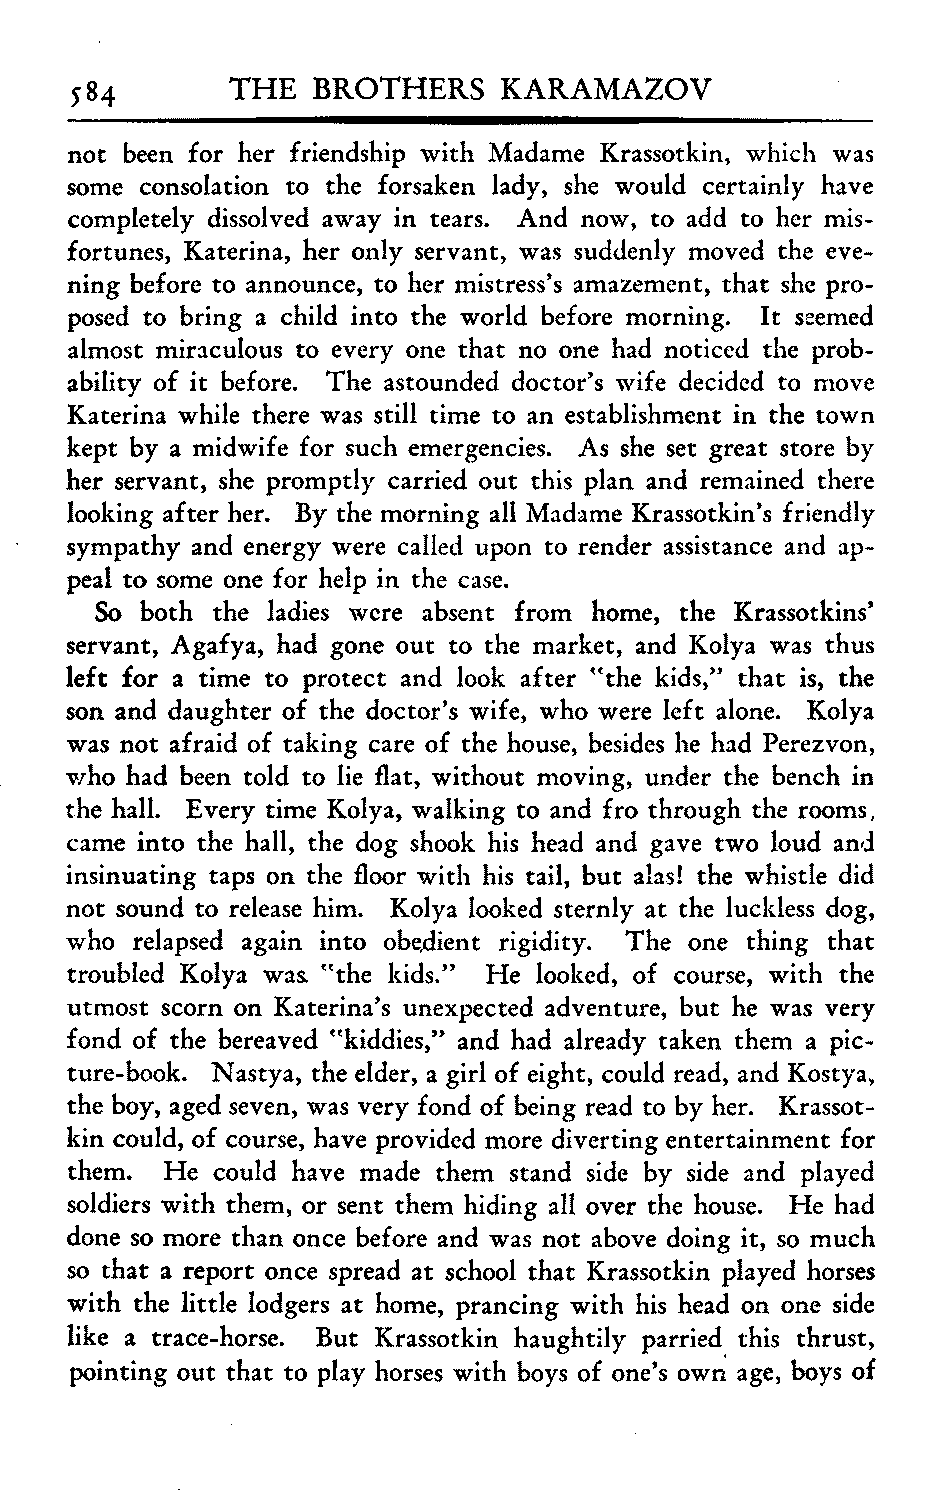 584 THE BROTHERS KARAMAZOV
not been for her friendship with Madame Krassotkin, which was
some consolation to the forsaken lady, she would certainly have
completely dissolved away in tears. And now, to add to her mis-
fortunes, Katerina, her only servant, was suddenly moved the eve-
ning before to announce, to her mistress's amazement, that she pro-
posed to bring a child into the world before morning. It seemed
almost miraculous to every one that no one had noticed the prob-
ability of it before. The astounded doctor's wife decided to move
Katerina while there was still time to an establishment in the town
kept by a midwife for such emergencies. As she set great store by
her servant, she promptly carried out this plan and remained there
looking after her. By the morning all Madame Krassotkin's friendly
sympathy and energy were called upon to render assistance and ap-
peal to some one for help in the case.
So both the ladies were absent from home, the Krassotkins'
servant, Agafya, had gone out to the market, and Kolya was thus
left for a time to protect and look after "the kids," that is, the
son and daughter of the doctor's wife, who were left alone. Kolya
was not afraid of taking care of the house, besides he had Perezvon,
who had been told to lie flat, without moving, under the bench in
the hall. Every time Kolya, walking to and fro through the rooms,
came into the hall, the dog shook his head and gave two loud and
insinuating taps on the floor with his tail, but alas! the whistle did
not sound to release him. Kolya looked sternly at the luckless dog,
who relapsed again into obedient rigidity. The one thing that
troubled Kolya was "the kids." He looked, of course, with the
utmost scorn on Katerina's unexpected adventure, but he was very
fond of the bereaved "kiddies," and had already taken them a pic-
ture-book. Nastya, the elder, a girl of eight, could read, and Kostya,
the boy, aged seven, was very fond of being read to by her. Krassot-
kin could, of course, have provided more diverting entertainment for
them. He could have made them stand side by side and played
soldiers with them, or sent them hiding all over the house. He had
done so more than once before and was not above doing it, so much
so that a report once spread at school that Krassotkin played horses
with the little lodgers at home, prancing with his head on one side
like a trace-horse. But Krassotkin haughtily parried this thrust,
pointing out that to play horses with boys of one's own age, boys of